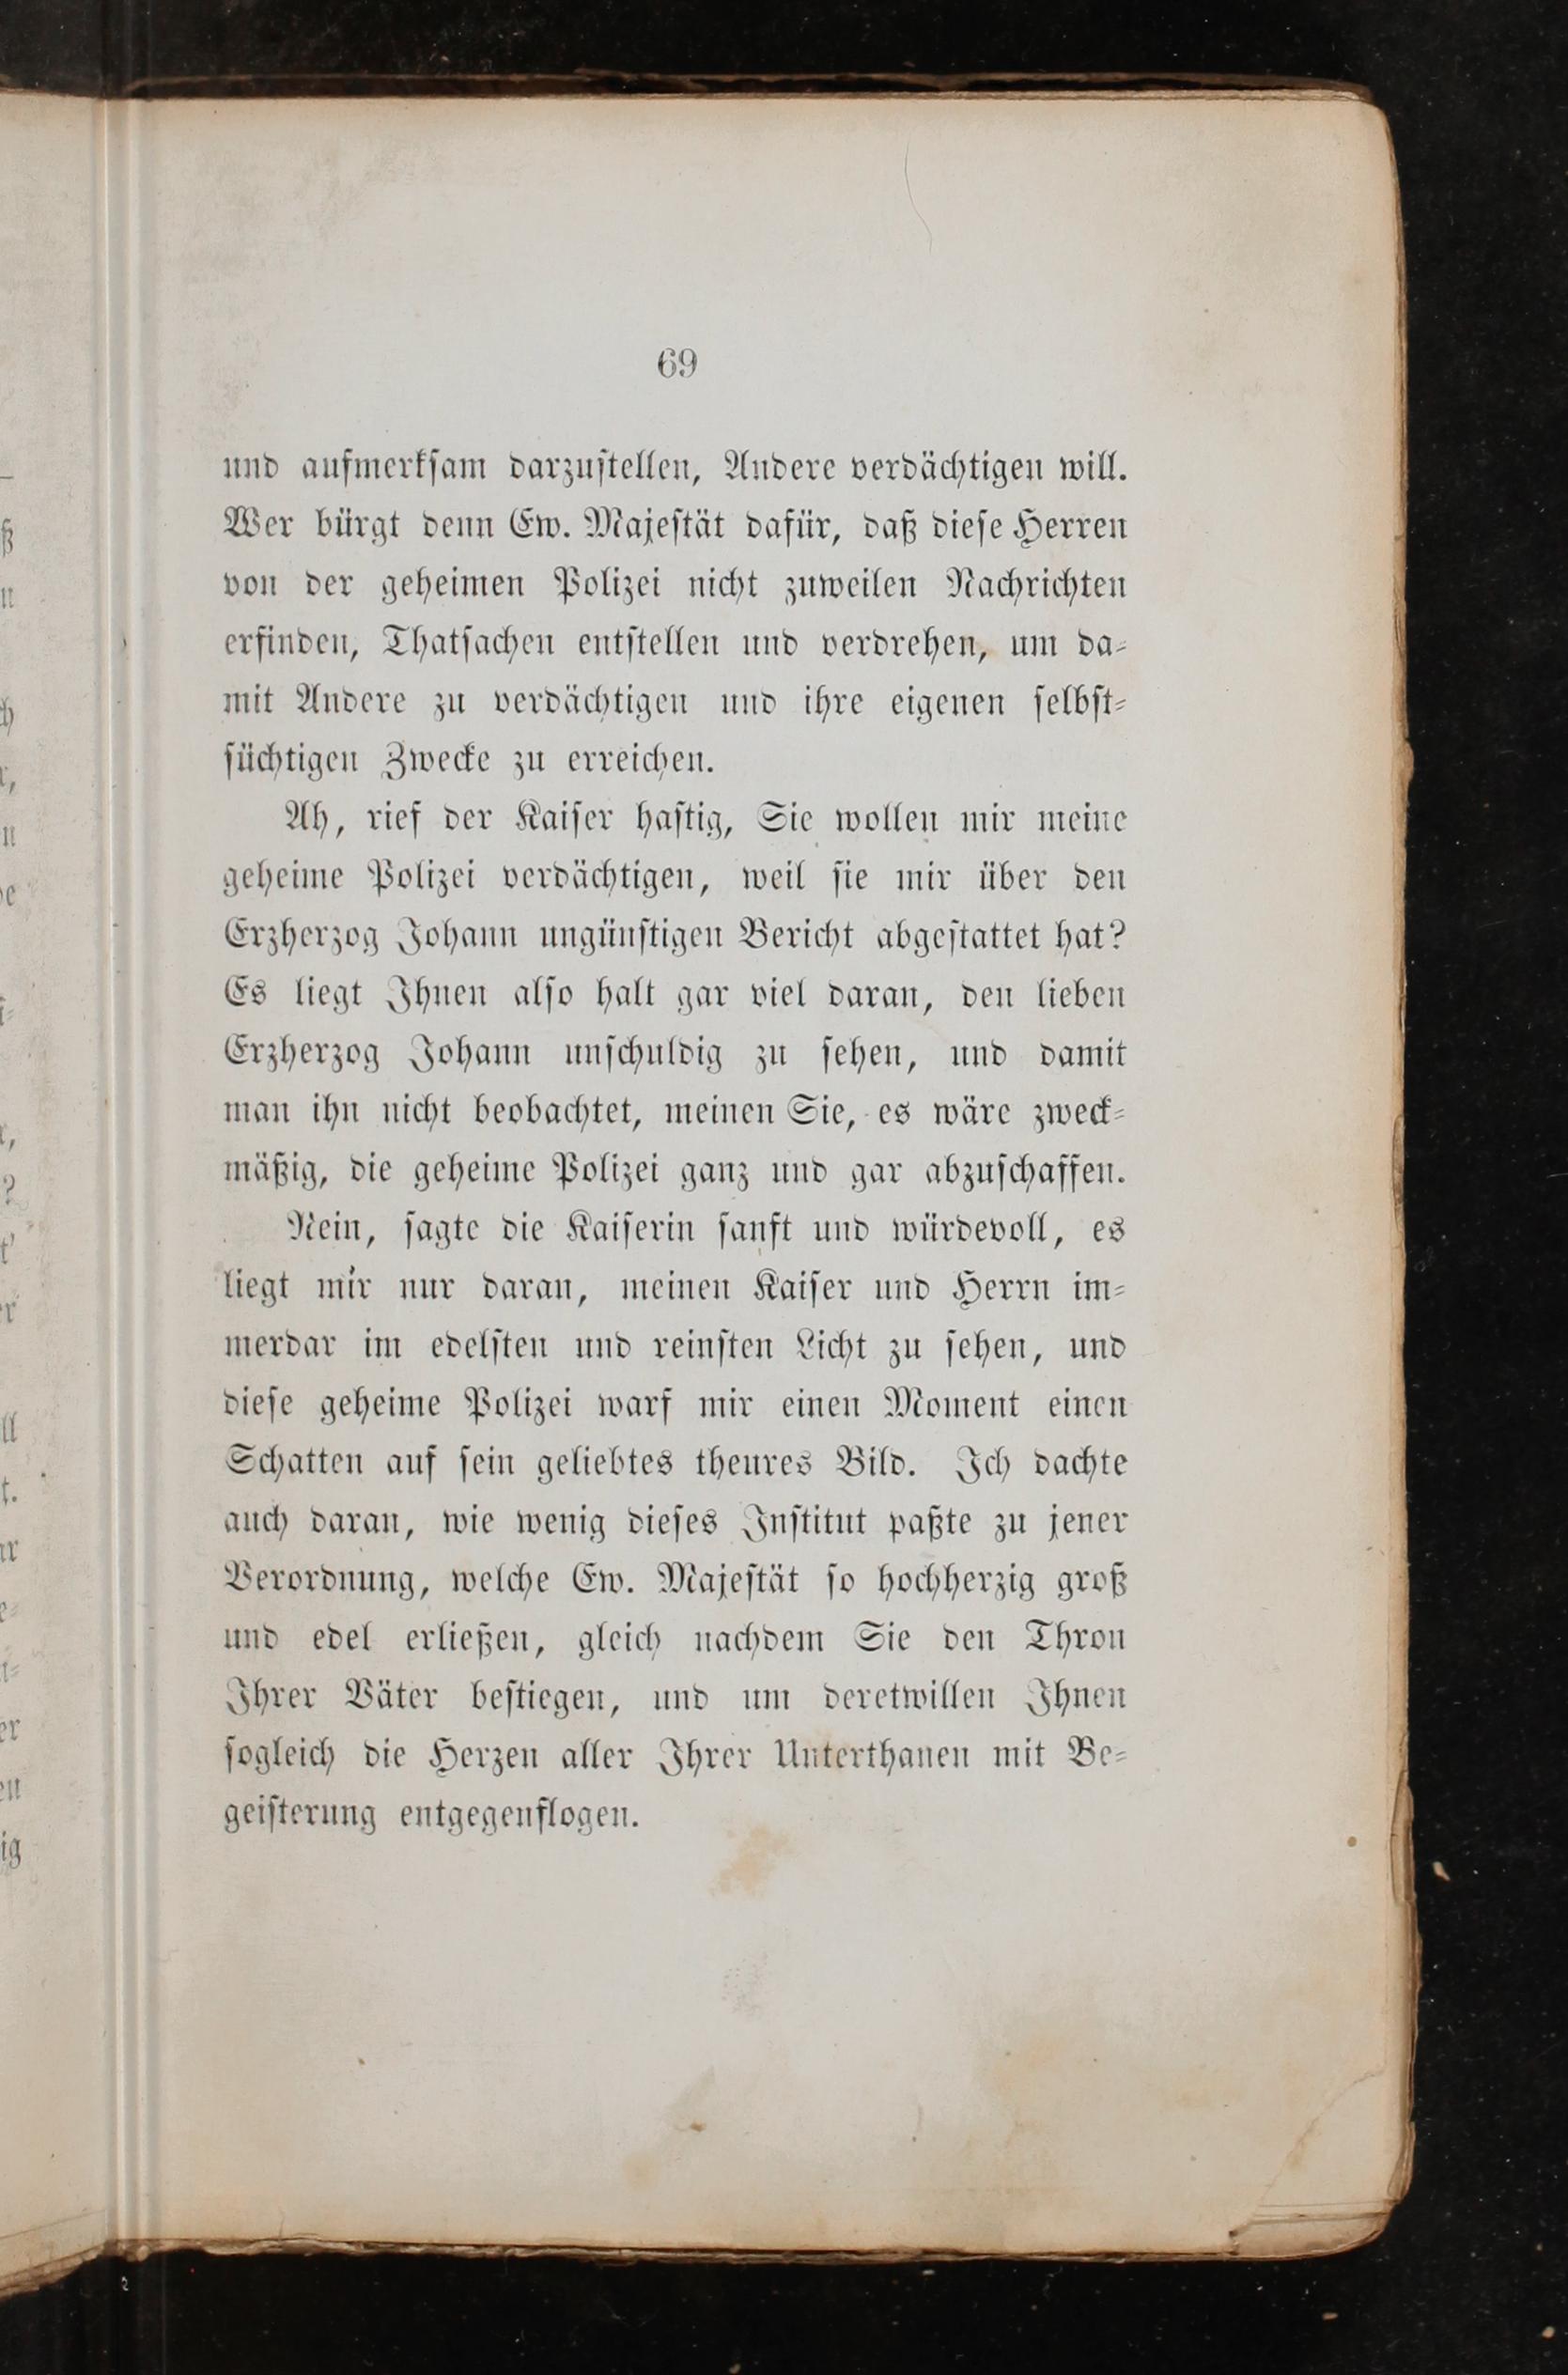 69
und aufmerkſam darzuſtellen, Andere verdächtigen will.
Wer bürgt denn Ew. Majeſtät dafür, daß dieſe Herren
von der geheimen Polizei nicht zuweilen Nachrichten
erfinden, Thatſachen entſtellen und verdrehen, um da-
mit Andere zu verdächtigen und ihre eigenen ſelbſt-
ſüchtigen Zwecke zu erreichen.
Ah, rief der Kaiſer haſtig, Sie wollen mir meine
geheime Polizei verdächtigen, weil ſie mir über den
Erzherzog Johann ungünſtigen Bericht abgeſtattet hat?
Es liegt Ihnen alſo halt gar viel daran, den lieben
Erzherzog Johann unſchuldig zu ſehen, und damit
man ihn nicht beobachtet, meinen Sie, es wäre zweck-
mäßig, die geheime Polizei ganz und gar abzuſchaffen.
Nein, ſagte die Kaiſerin ſanft und würdevoll, es
liegt mir nur daran, meinen Kaiſer und Herrn im-
merdar im edelſten und reinſten Licht zu ſehen, und
dieſe geheime Polizei warf mir einen Moment einen
Schatten auf ſein geliebtes theures Bild. Ich dachte
auch daran, wie wenig dieſes Inſtitut paßte zu jener
Verordnung, welche Ew. Majeſtät ſo hochherzig groß
und edel erließen, gleich nachdem Sie den Thron
Ihrer Väter beſtiegen, und um deretwillen Ihnen
ſogleich die Herzen aller Ihrer Unterthanen mit Be-
geiſterung entgegenflogen.